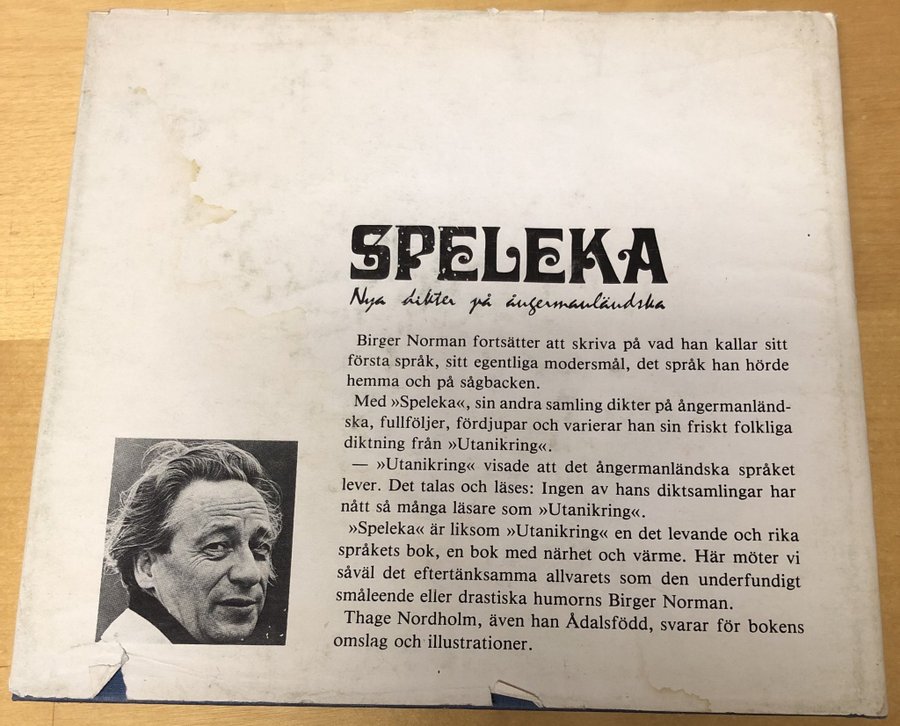 SPELEKA
Nya dikter på ångermanländska
Birger Norman fortsätter att skriva på vad han kallar sitt
första språk, sitt egentliga modersmål, det språk han hörde
hemma och på sågbacken.
Med »Speleka«, sin andra samling dikter på ångermanländ-
ska, fullföljer, fördjupar och varierar han sin friskt folkliga
diktning från »Utanikring«.
— »Utanikring« visade att det ångermanländska språket
lever. Det talas och läses: Ingen av hans diktsamlingar har
nått så många läsare som »Utanikring«.
»Speleka« är liksom »Utanikring« en det levande och rika
språkets bok, en bok med närhet och värme. Här möter vi
såväl det eftertänksamma allvarets som den underfundigt
småleende eller drastiska humorns Birger Norman.
Thage Nordholm, även han Ådalsfödd, svarar för bokens
omslag och illustrationer.